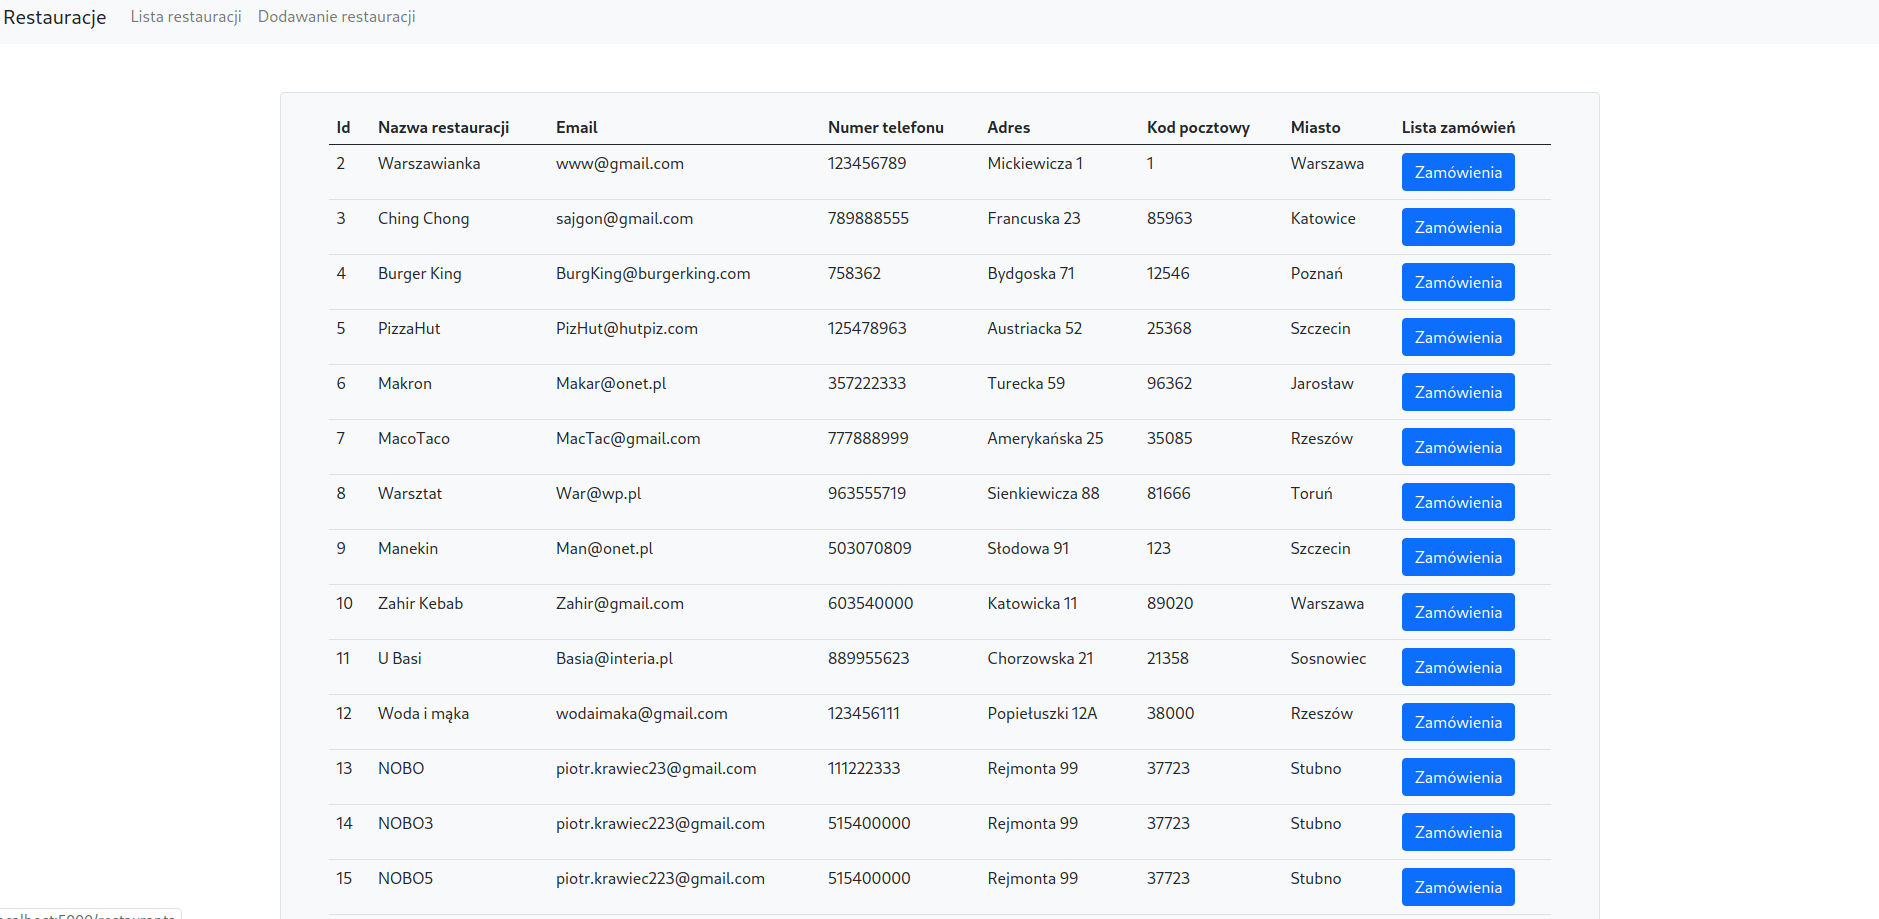 Restauracje Lista restauracji Dodawanie restauracji
Id Nazwa restauracji Email Numer telefonu Adres Kod pocztowy Miasto Lista zamówień
2 Warszawianka www@gmail.com 123456789 Mickiewicza 1 1 Warszawa Zamówienia
3 Ching Chong sajgon@gmail.com 789888555 Francuska 23 85963 Katowice Zamówienia
4 Burger King BurgKing@burgerking.com 758362 Bydgoska 71 12546 Poznań Zamówienia
5 PizzaHut PizHut@hutpiz.com 125478963 Austriacka 52 25368 Szczecin Zamówienia
6 Makron Makar@onet.pl 357222333 Turecka 59 96362 Jarosław Zamówienia
7 MacoTaco MacTac@gmail.com 777888999 Amerykańska 25 35085 Rzeszów Zamówienia
8 Warsztat War@wp.pl 963555719 Sienkiewicza 88 81666 Toruń Zamówienia
9 Manekin Man@onet.pl 503070809 Słodowa 91 123 Szczecin Zamówienia
10 Zahir Kebab Zahir@gmail.com 603540000 Katowicka 11 89020 Warszawa Zamówienia
11 U Basi Basia@interia.pl 889955623 Chorzowska 21 21358 Sosnowiec Zamówienia
12 Woda i mąka wodaimaka@gmail.com 123456111 Popiełuszki 12A 38000 Rzeszów Zamówienia
13 NOBO piotr.krawiec23@gmail.com 111222333 Rejmonta 99 37723 Stubno Zamówienia
14 NOBO3 piotr.krawiec223@gmail.com 515400000 Rejmonta 99 37723 Stubno Zamówienia
15 NOBO5 piotr.krawiec223@gmail.com 515400000 Rejmonta 99 37723 Stubno Zamówienia